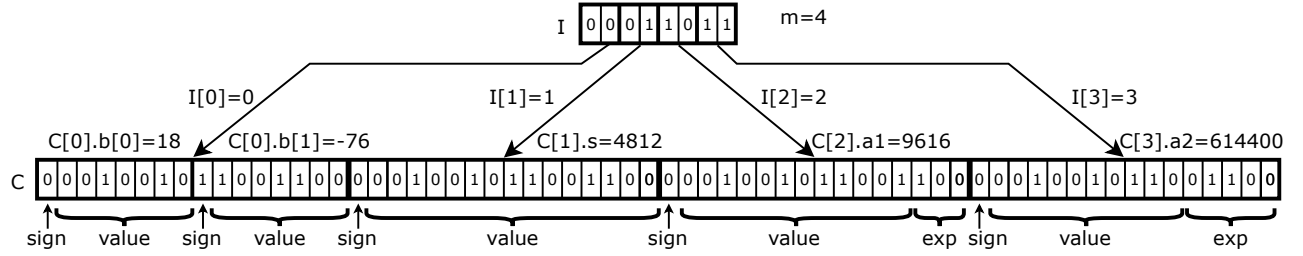 I 0 0 0 1 1 0 1 1 m=4
I[0]=0 I[1]=1 I[2]=2 I[3]=3
C[0].b[0]=18 C[0].b[1]=-76 C[1].s=4812 C[2].a1=9616 C[3].a2=614400
C 0 0 0 1 0 0 1 0 1 1 0 0 1 1 0 0 0 0 0 1 0 0 1 0 1 1 0 0 1 1 0 0 0 0 0 1 0 0 1 0 1 1 0 0 1 1 0 0 0 0 0 1 0 0 1 0 1 1 0 0 1 1 0 0
sign value sign value sign value sign value exp sign value exp